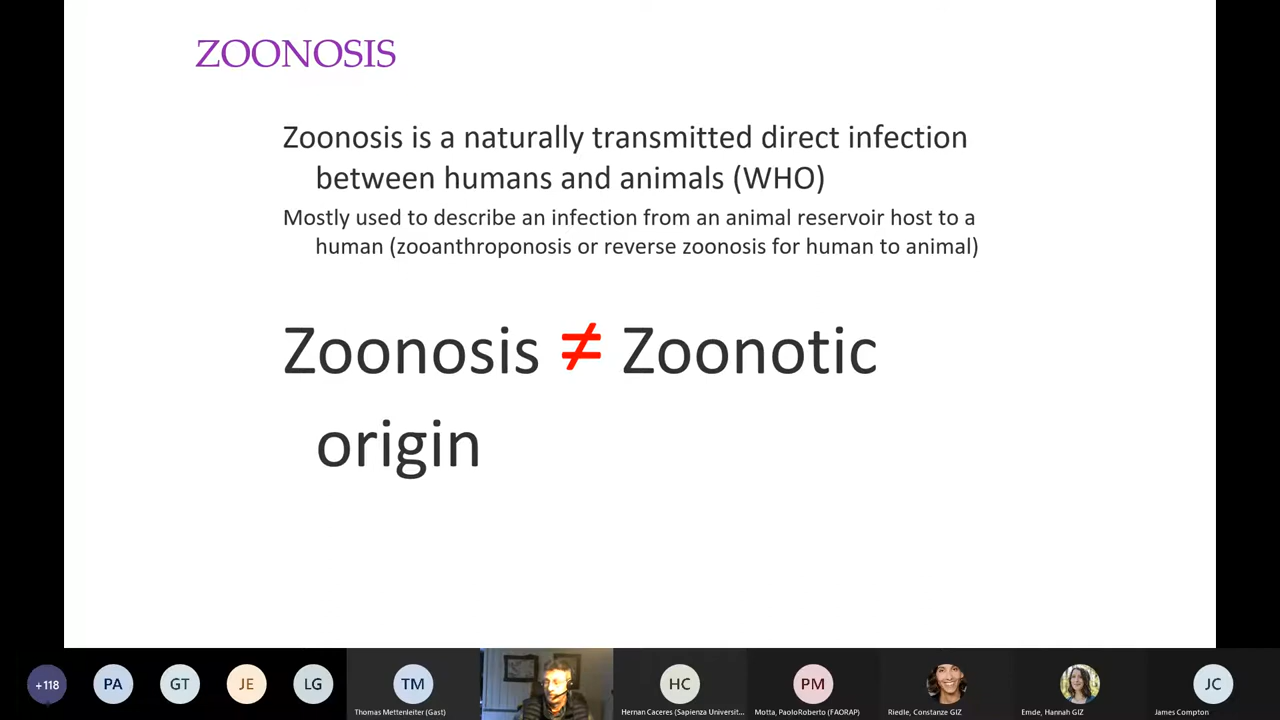 ZOONOSIS
Zoonosis is a naturally transmitted direct infection
between humans and animals (WHO)
Mostly used to describe an infection from an animal reservoir host to a
human (zooanthroponosis or reverse zoonosis for human to animal)
Zoonosis ≠ Zoonotic
origin
+118
PA
GT
JE
LG
TM
HC
PM
JC
Thomas Mettenleiter (Gast)
Hernan Caceres (Sapienza Universit...
Motta, PaoloRoberto (FAORAP)
Riedle, Constanze GIZ
Emde, Hannah GIZ
James Compton